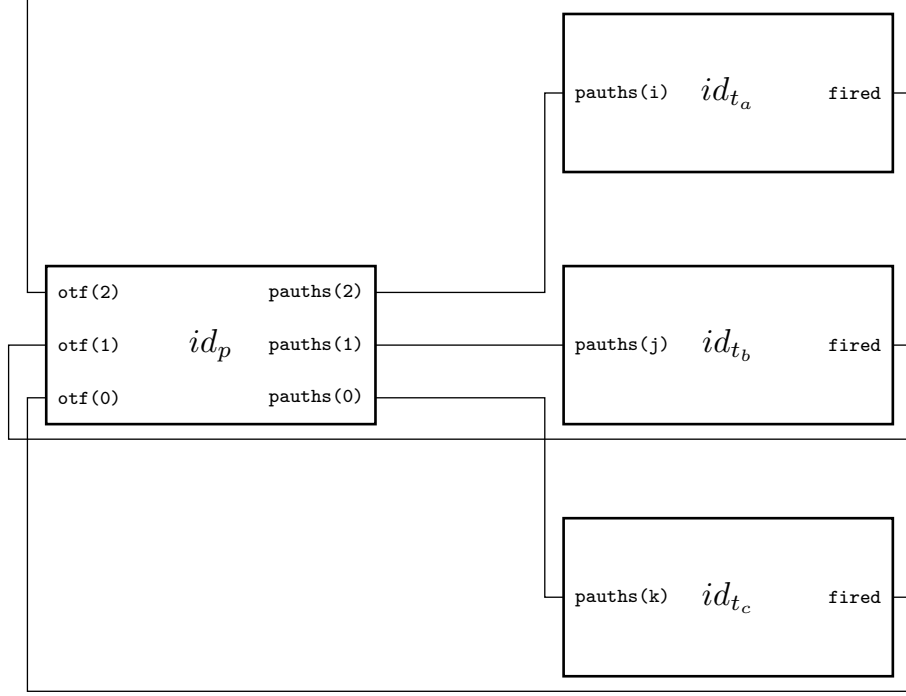 pauths(i) id_{t_a} fired
otf(2) pauths(2)
otf(1) id_p pauths(1)
otf(0) pauths(0)
pauths(j) id_{t_b} fired
pauths(k) id_{t_c} fired